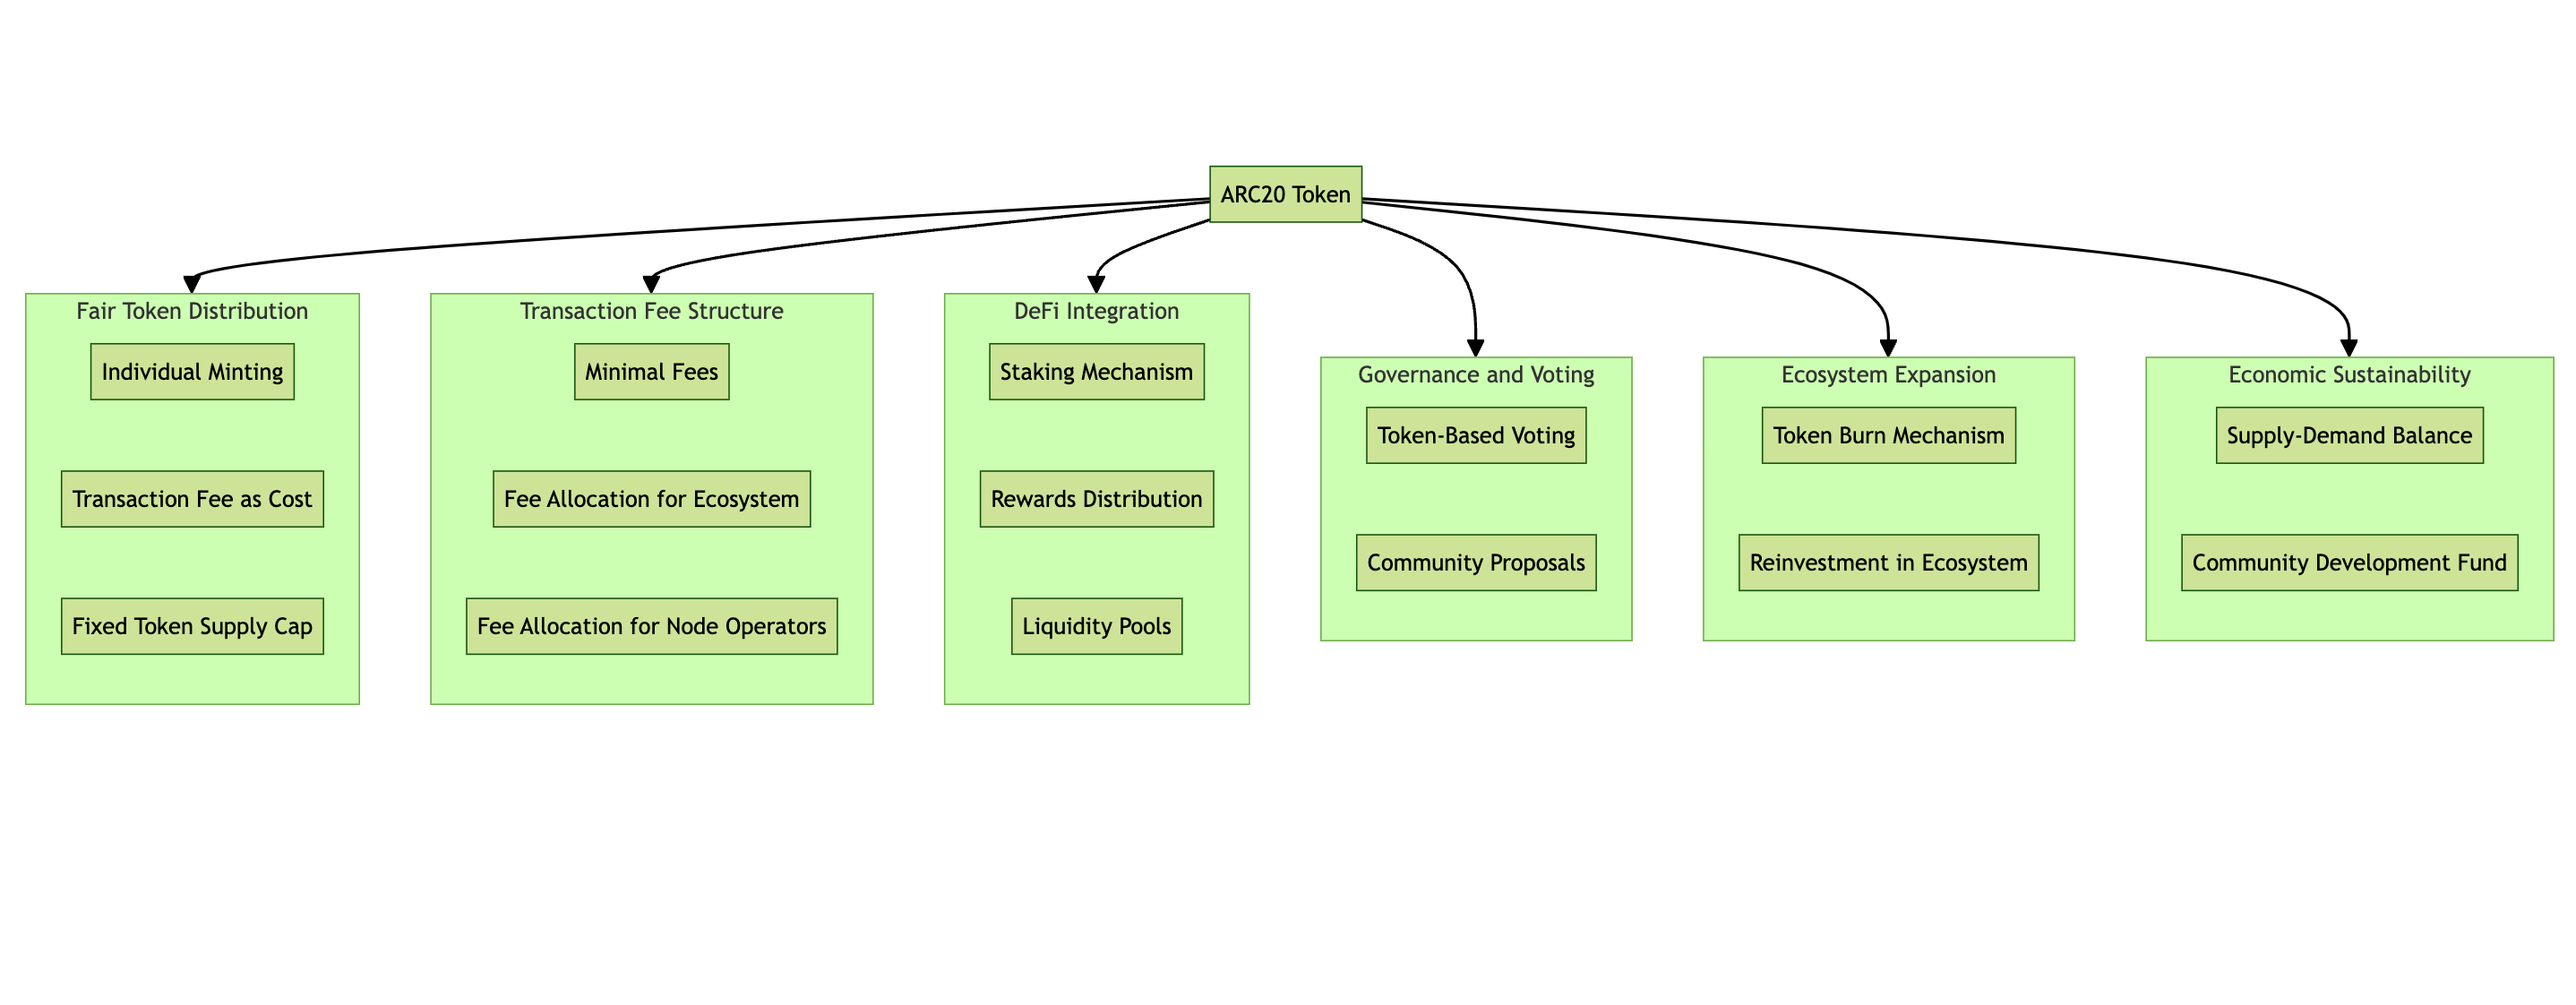 ARC20 Token
Fair Token Distribution
Individual Minting
Transaction Fee as Cost
Fixed Token Supply Cap
Transaction Fee Structure
Minimal Fees
Fee Allocation for Ecosystem
Fee Allocation for Node Operators
DeFi Integration
Staking Mechanism
Rewards Distribution
Liquidity Pools
Governance and Voting
Token-Based Voting
Community Proposals
Ecosystem Expansion
Token Burn Mechanism
Reinvestment in Ecosystem
Economic Sustainability
Supply-Demand Balance
Community Development Fund